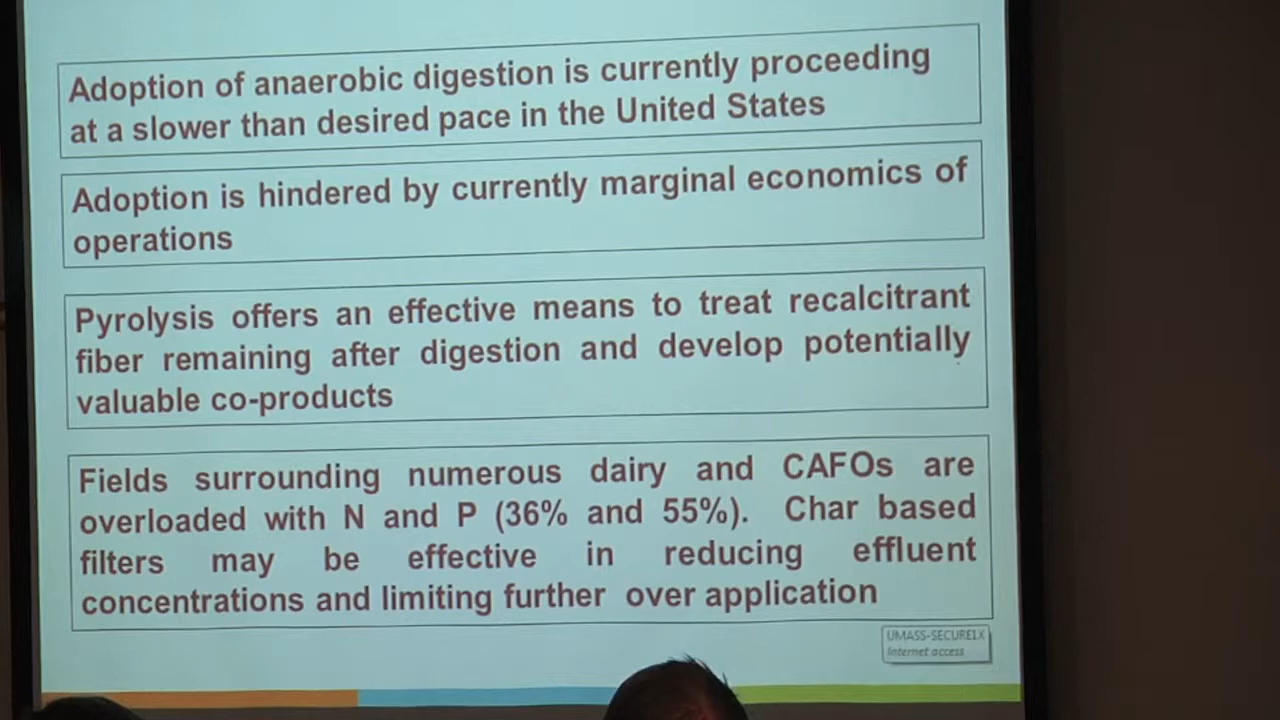 Adoption of anaerobic digestion is currently proceeding
at a slower than desired pace in the United States
Adoption is hindered by currently marginal economics of
operations
Pyrolysis offers an effective means to treat recalcitrant
fiber remaining after digestion and develop potentially
valuable co-products
Fields surrounding numerous dairy and CAFOs are
overloaded with N and P (36% and 55%). Char based
filters may be effective in reducing effluent
concentrations and limiting further over application
UMASS-SECURE1X
Internet access